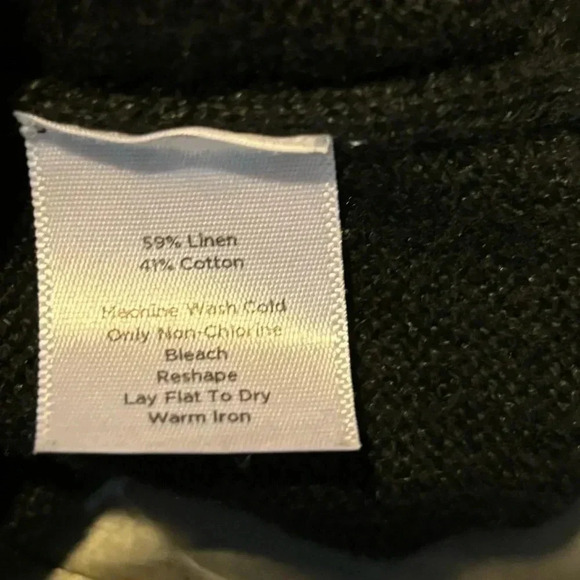 59% Linen
41% Cotton
Machine Wash Cold
Only Non-Chlorine
Bleach
Reshape
Lay Flat To Dry
Warm Iron